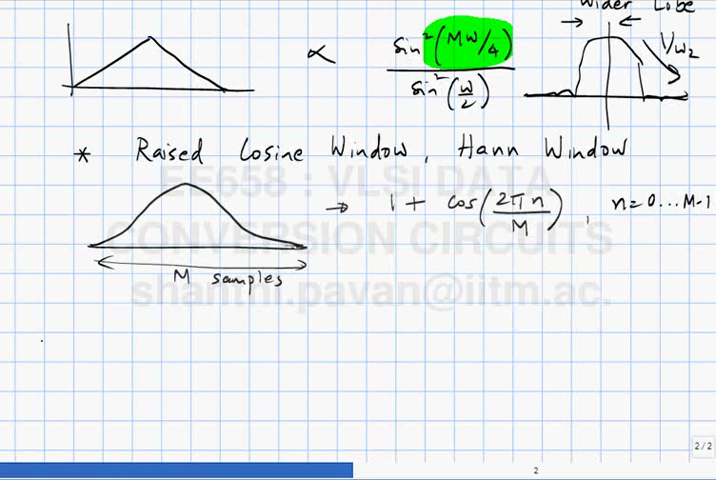 Wider Lobe
∝ sin²(Mω/4) / sin²(ω/2)
1/ω2
* Raised Cosine Window, Hann Window
EE658 : VLSI DATA
→ 1 + cos(2πn/M), n=0...M-1
CONVERSION CIRCUITS
M samples
shanthi.pavan@iitm.ac.
2/2
2